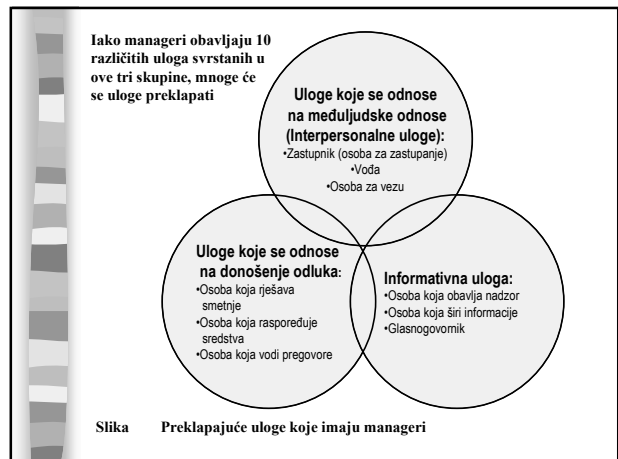 Iako manageri obavljaju 10
različitih uloga svrstanih u
ove tri skupine, mnoge će
se uloge preklapati
Uloge koje se odnose
na međuljudske odnose
(Interpersonalne uloge):
•Zastupnik (osoba za zastupanje)
•Vođa
•Osoba za vezu
Uloge koje se odnose
na donošenje odluka:
•Osoba koja rješava
smetnje
•Osoba koja raspoređuje
sredstva
•Osoba koja vodi pregovore
Informativna uloga:
•Osoba koja obavlja nadzor
•Osoba koja širi informacije
•Glasnogovornik
Slika Preklapajuće uloge koje imaju manageri